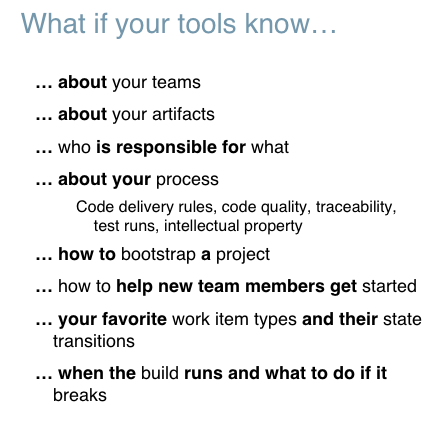 What if your tools know…
… about your teams
… about your artifacts
… who is responsible for what
… about your process
Code delivery rules, code quality, traceability,
test runs, intellectual property
… how to bootstrap a project
… how to help new team members get started
… your favorite work item types and their state
transitions
… when the build runs and what to do if it
breaks